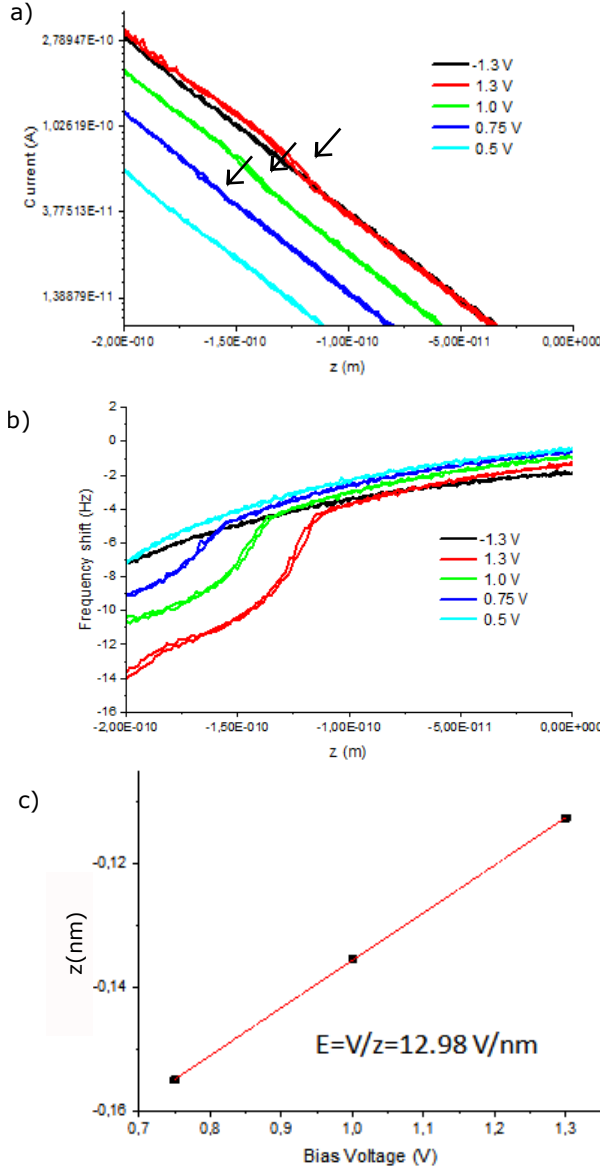 a)
2,78947E-10
1,02619E-10
3,77513E-11
1,38879E-11
Current (A)
-1.3 V
1.3 V
1.0 V
0.75 V
0.5 V
-2,00E-010
-1,50E-010
-1,00E-010
-5,00E-011
0,00E+000
z (m)
b)
2
0
-2
-4
-6
-8
-10
-12
-14
-16
Frequency shift (Hz)
-1.3 V
1.3 V
1.0 V
0.75 V
0.5 V
-2,00E-010
-1,50E-010
-1,00E-010
-5,00E-011
0,00E+000
z (m)
c)
-0,12
-0,14
-0,16
z(nm)
E=V/z=12.98 V/nm
0,7
0,8
0,9
1,0
1,1
1,2
1,3
Bias Voltage (V)